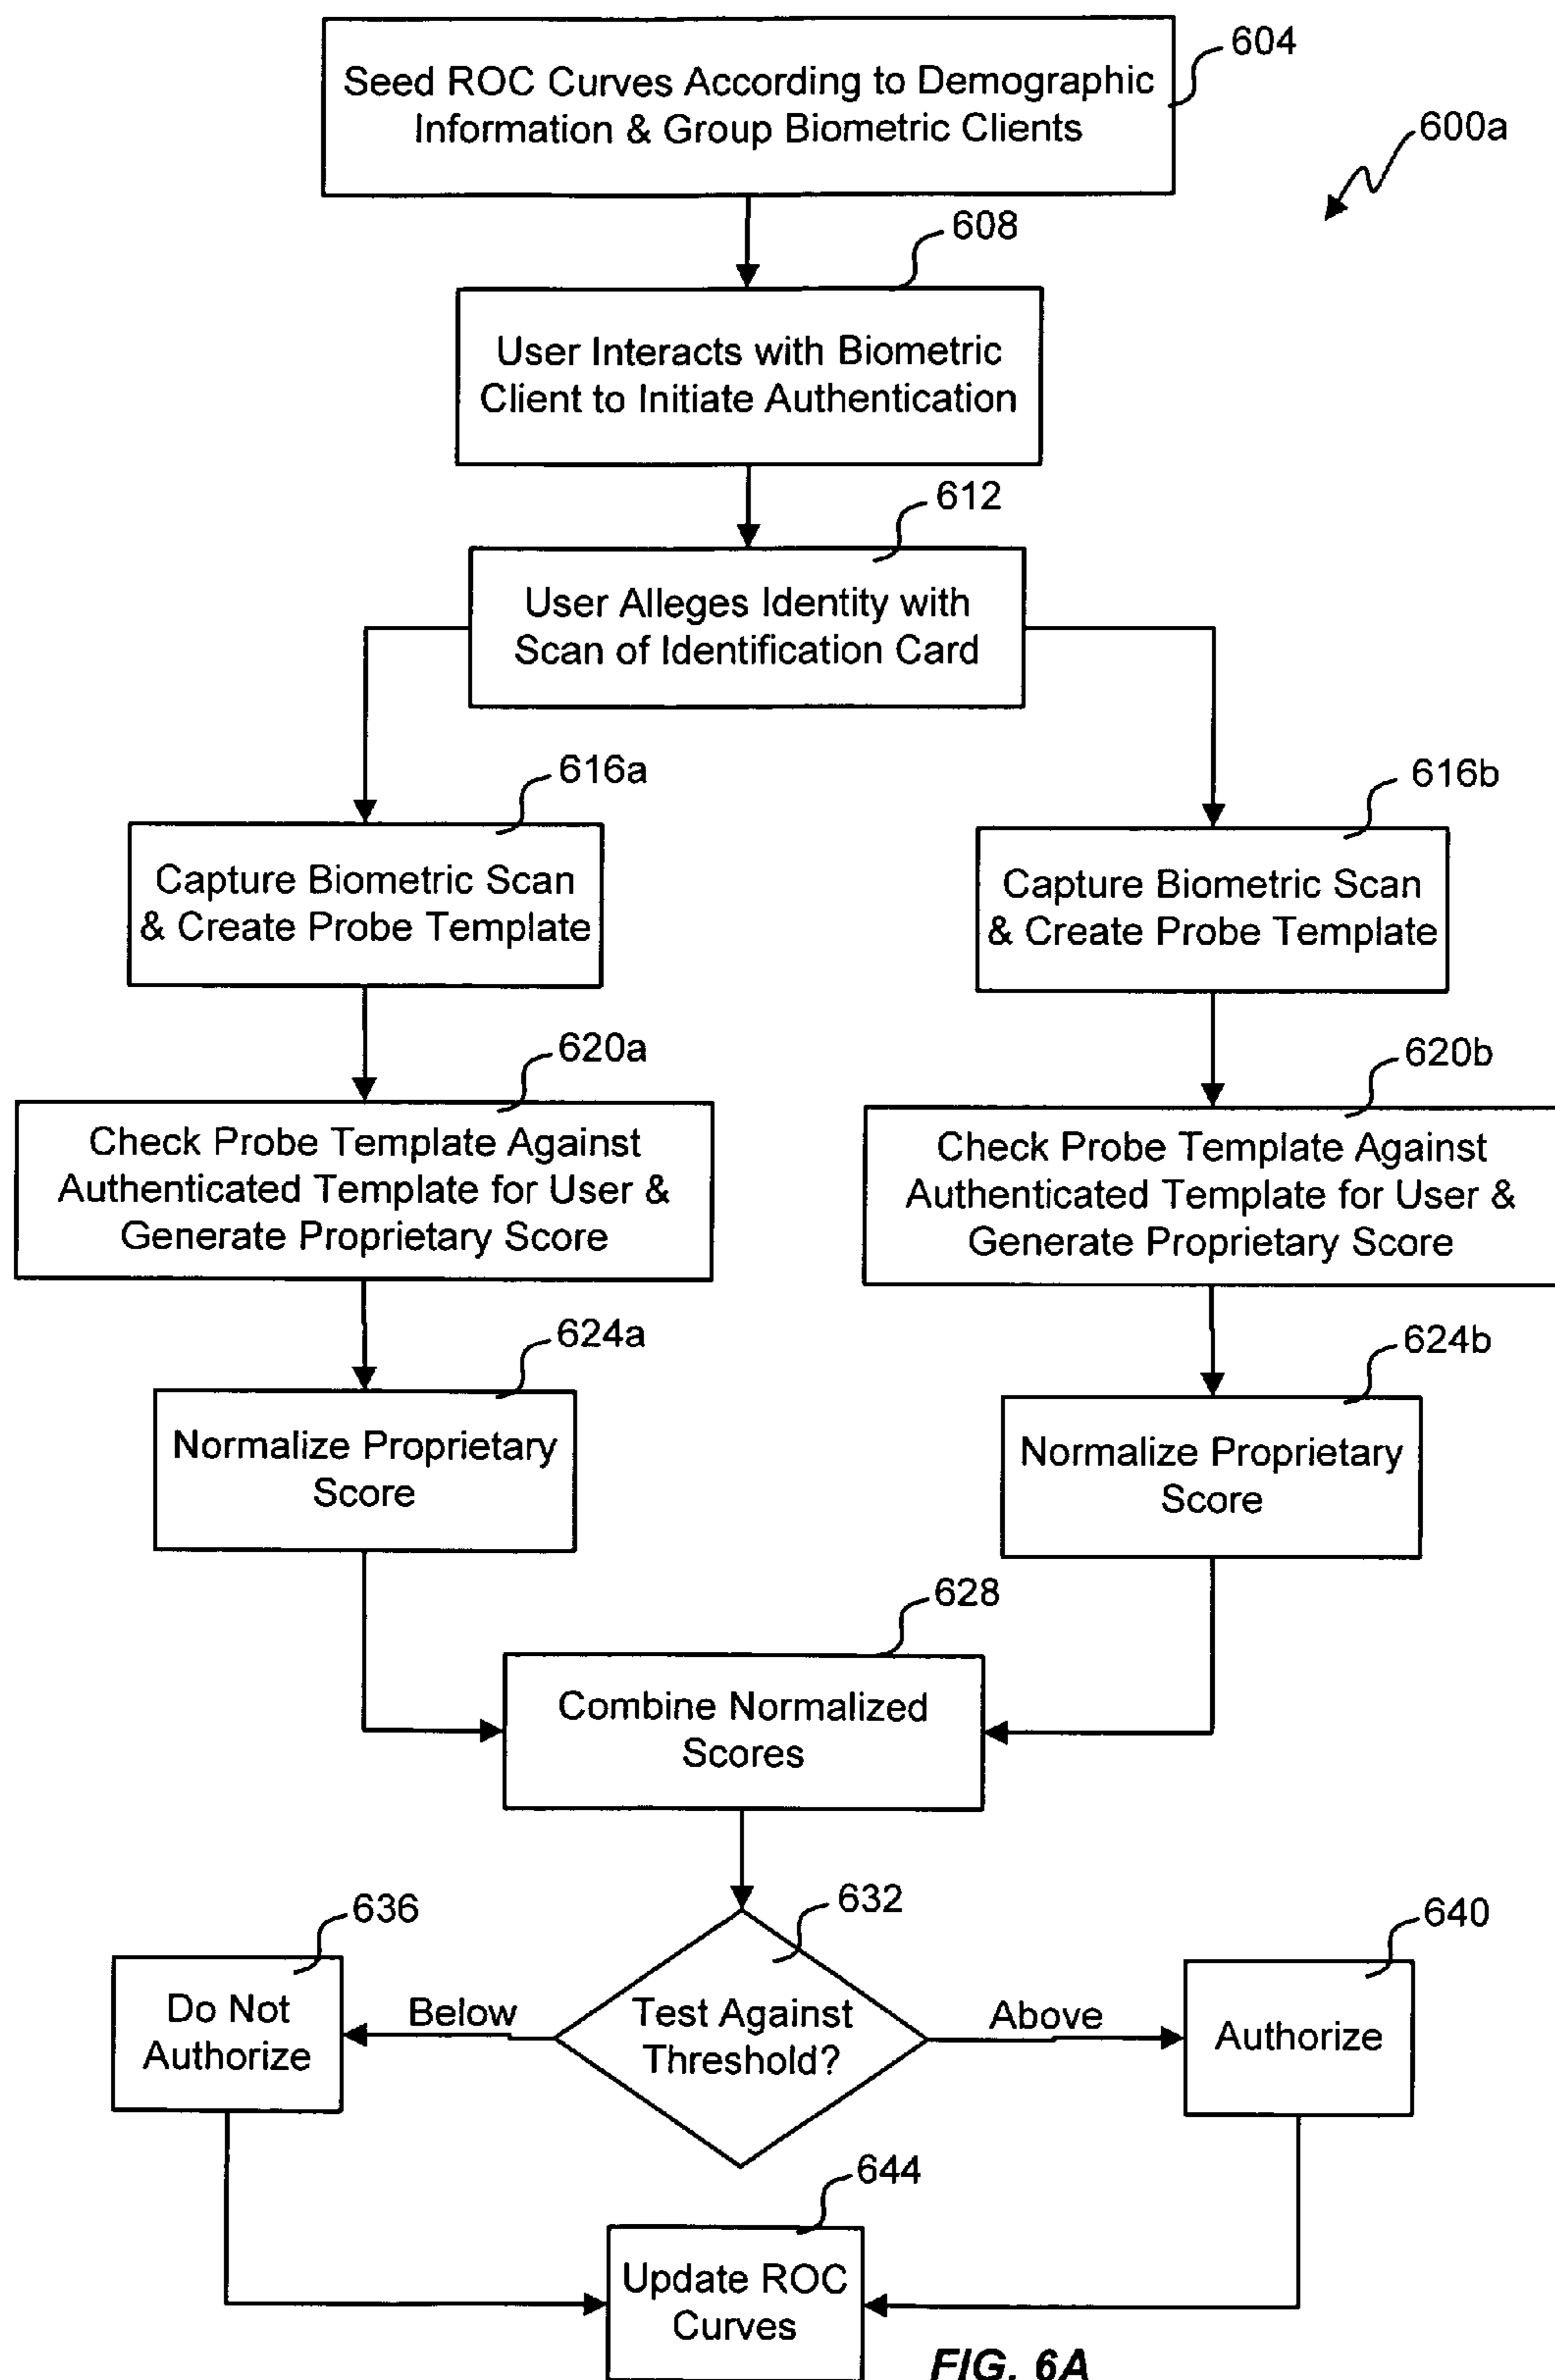 604
Seed ROC Curves According to Demographic
Information & Group Biometric Clients
600a
608
User Interacts with Biometric
Client to Initiate Authentication
612
User Alleges Identity with
Scan of Identification Card
616a
Capture Biometric Scan
& Create Probe Template
616b
Capture Biometric Scan
& Create Probe Template
620a
Check Probe Template Against
Authenticated Template for User &
Generate Proprietary Score
620b
Check Probe Template Against
Authenticated Template for User &
Generate Proprietary Score
624a
Normalize Proprietary
Score
624b
Normalize Proprietary
Score
628
Combine Normalized
Scores
632
Test Against
Threshold?
636
Do Not
Authorize
Below
Above
640
Authorize
644
Update ROC
Curves
FIG. 6A